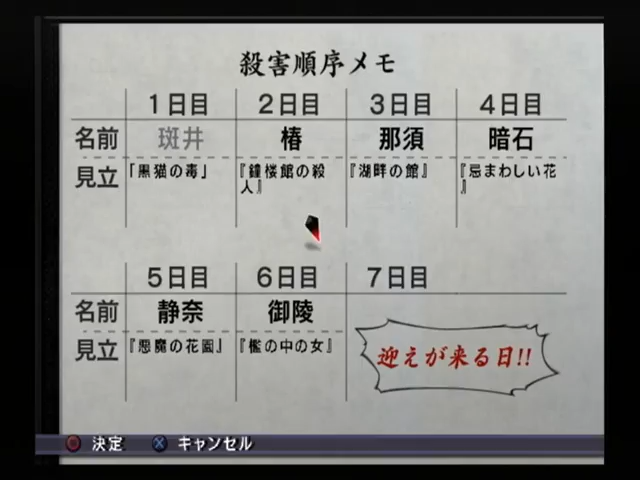 殺害順序メモ
1日目 2日目 3日目 4日目
名前 斑井 椿 那須 暗石
見立 「黒猫の毒」 『鐘楼館の殺人』 『湖畔の館』 『忌まわしい花』
5日目 6日目 7日目
名前 静奈 御陵
見立 『悪魔の花園』 『檻の中の女』
迎えが来る日!!
決定 キャンセル